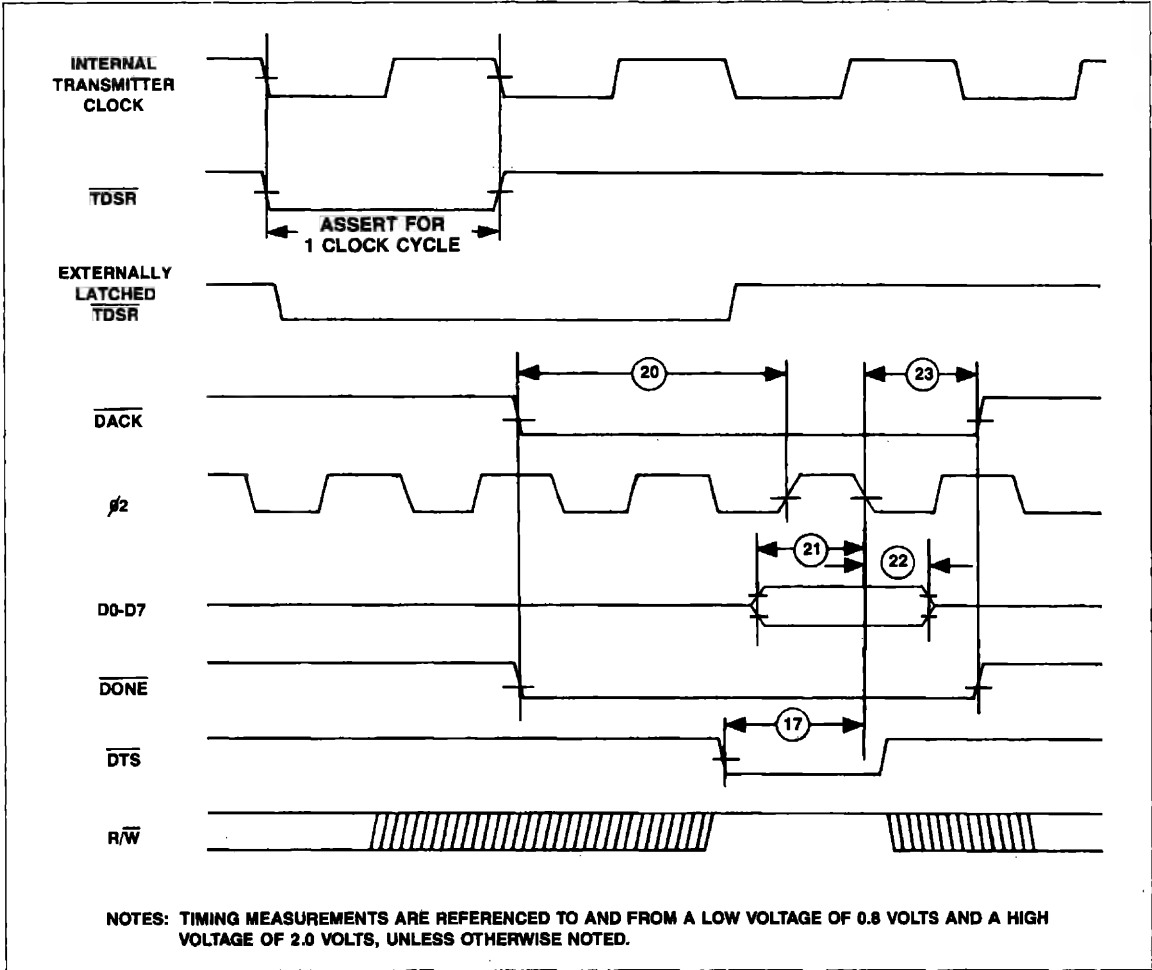 INTERNAL
TRANSMITTER
CLOCK
TDSR
ASSERT FOR
1 CLOCK CYCLE
EXTERNALLY
LATCHED
TDSR
20
23
DACK
ϕ2
21
22
D0-D7
DONE
17
DTS
R/W
NOTES: TIMING MEASUREMENTS ARE REFERENCED TO AND FROM A LOW VOLTAGE OF 0.8 VOLTS AND A HIGH
VOLTAGE OF 2.0 VOLTS, UNLESS OTHERWISE NOTED.